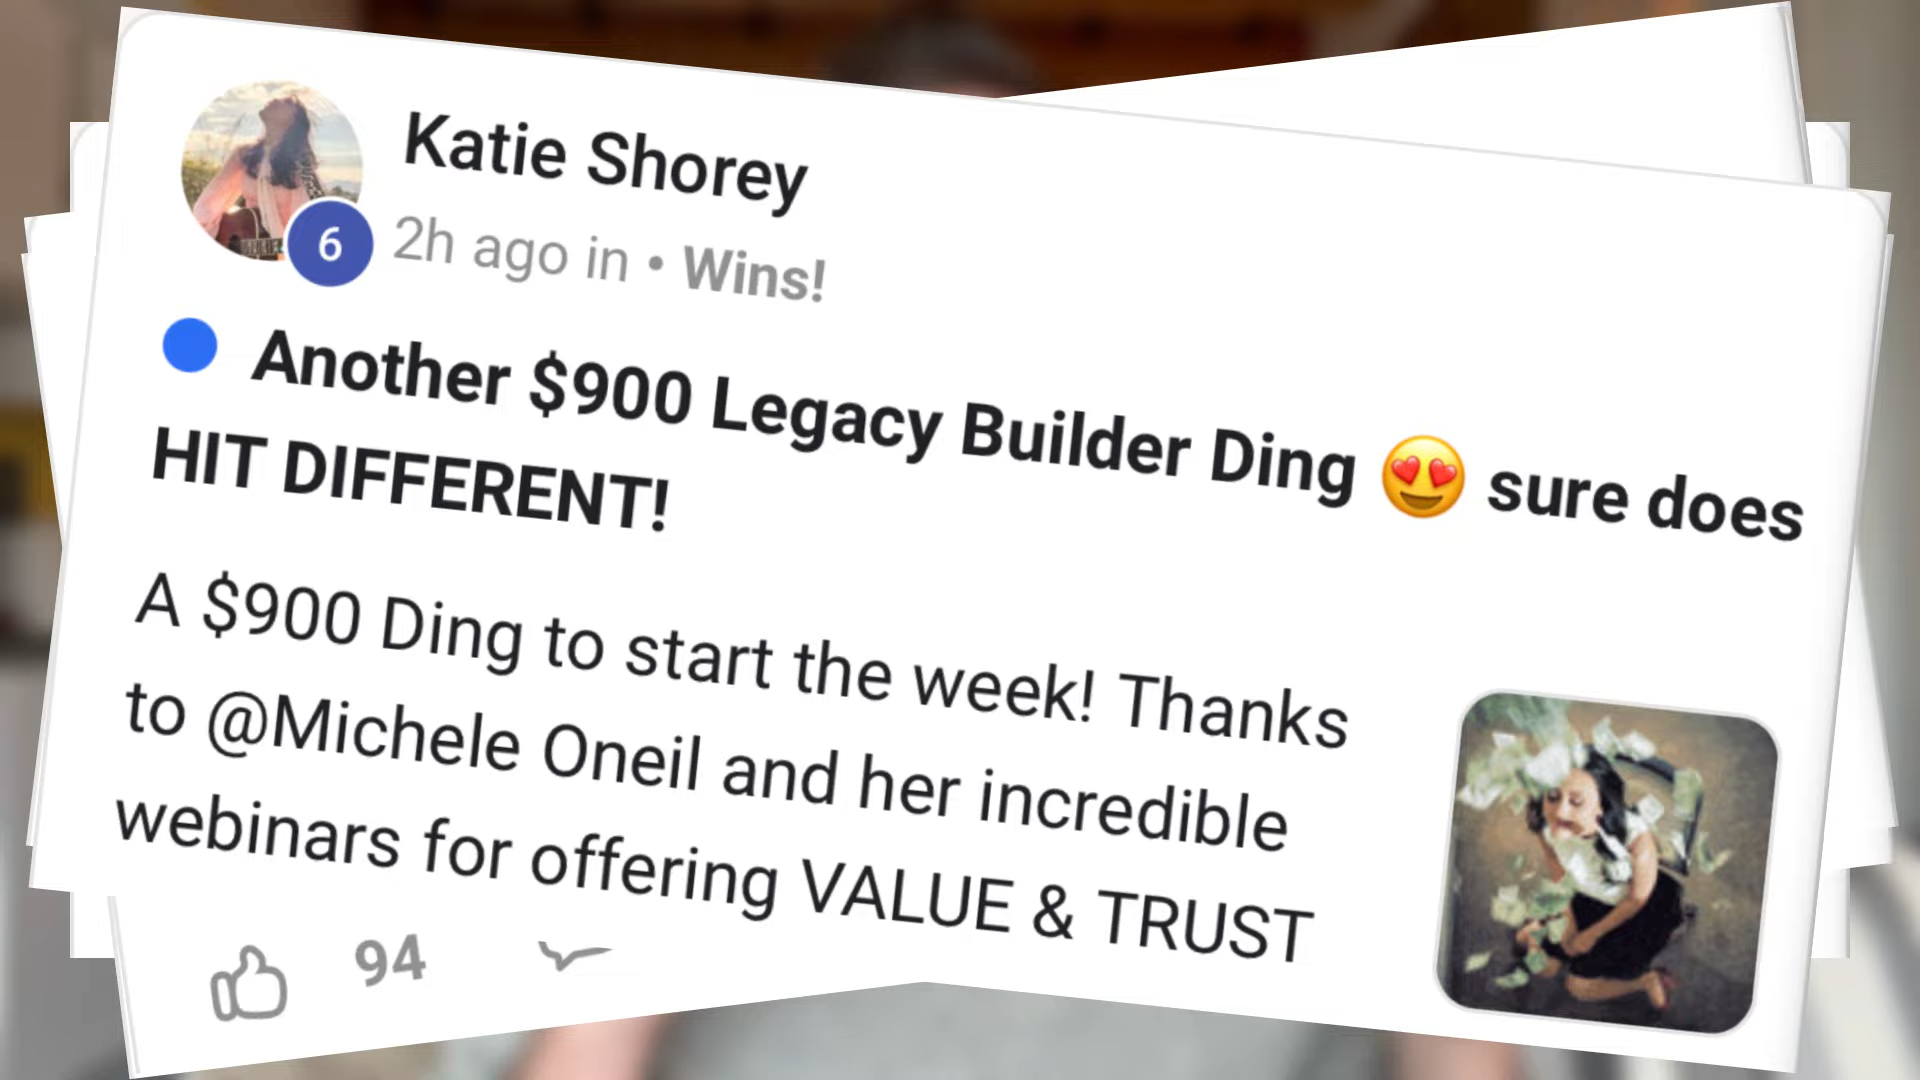 Katie Shorey
6
2h ago in • Wins!
Another $900 Legacy Builder Ding 😍 sure does
HIT DIFFERENT!
A $900 Ding to start the week! Thanks
to @Michele Oneil and her incredible
webinars for offering VALUE & TRUST
94